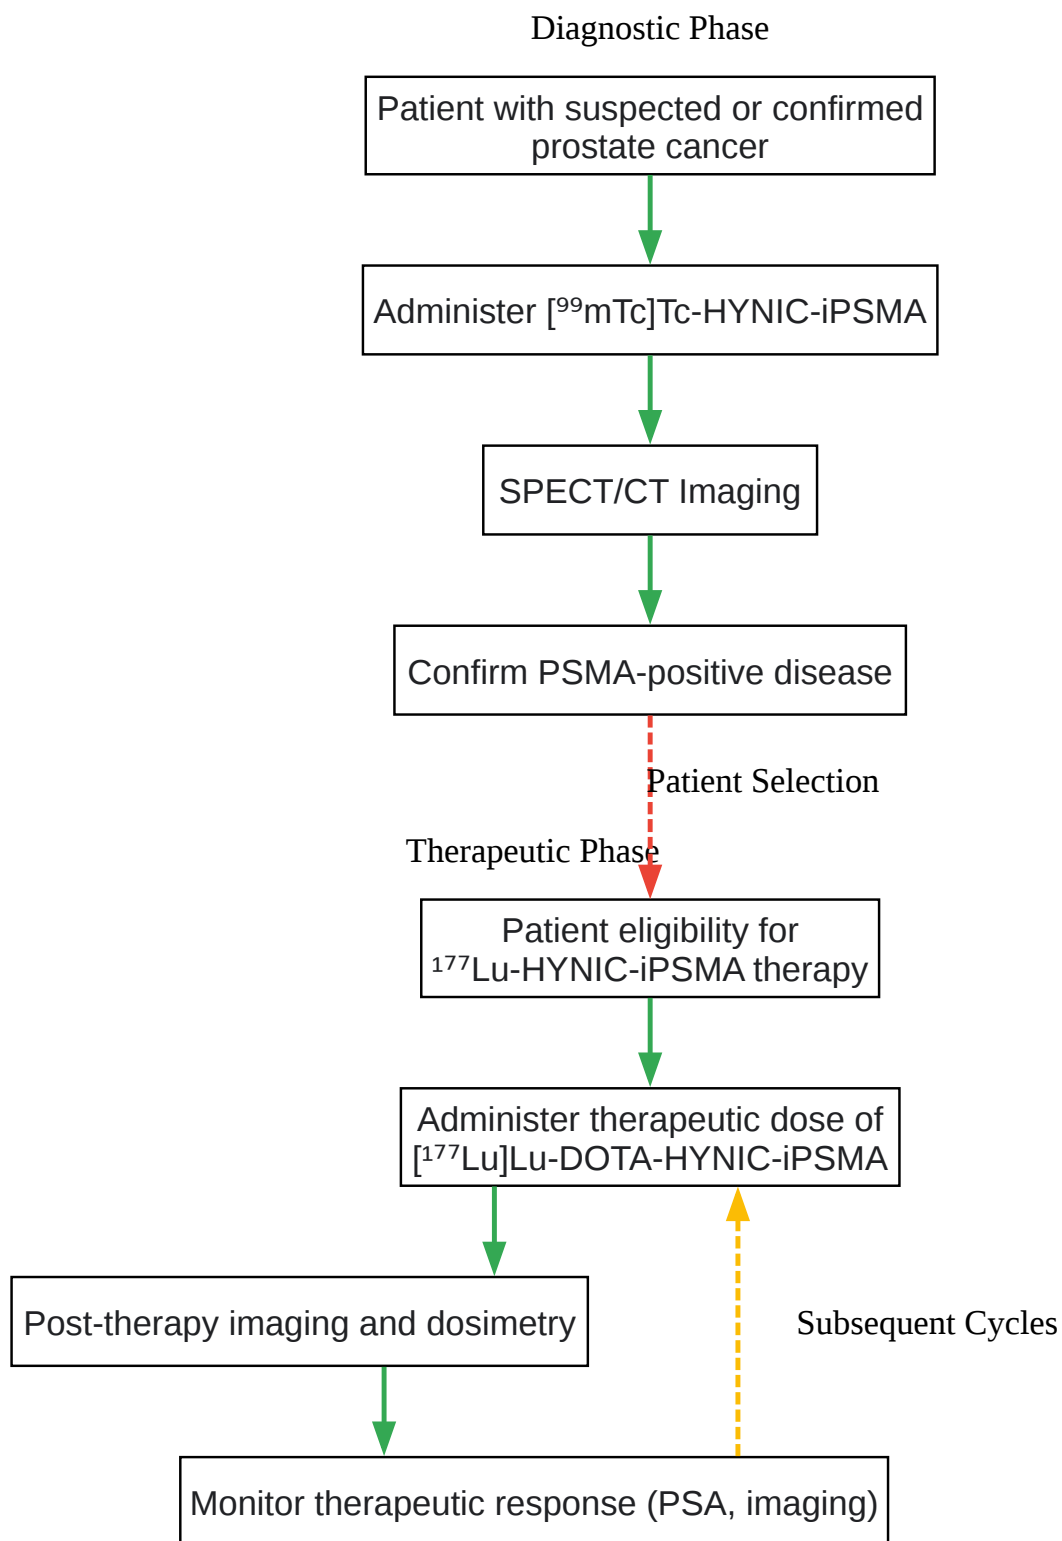 Diagnostic Phase
Patient with suspected or confirmed
prostate cancer
Administer [⁹⁹mTc]Tc-HYNIC-iPSMA
SPECT/CT Imaging
Confirm PSMA-positive disease
Patient Selection
Therapeutic Phase
Patient eligibility for
¹⁷⁷Lu-HYNIC-iPSMA therapy
Administer therapeutic dose of
[¹⁷⁷Lu]Lu-DOTA-HYNIC-iPSMA
Post-therapy imaging and dosimetry
Subsequent Cycles
Monitor therapeutic response (PSA, imaging)